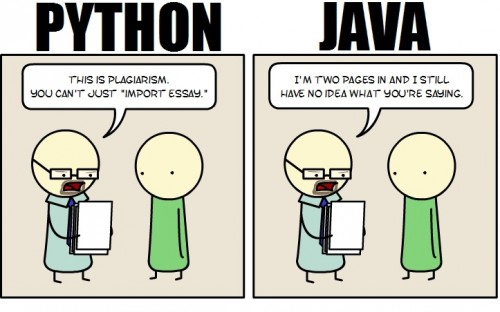 PYTHON
THIS IS PLAGIARISM.
YOU CAN'T JUST "IMPORT ESSAY."
JAVA
I'M TWO PAGES IN AND I STILL
HAVE NO IDEA WHAT YOU'RE SAYING.